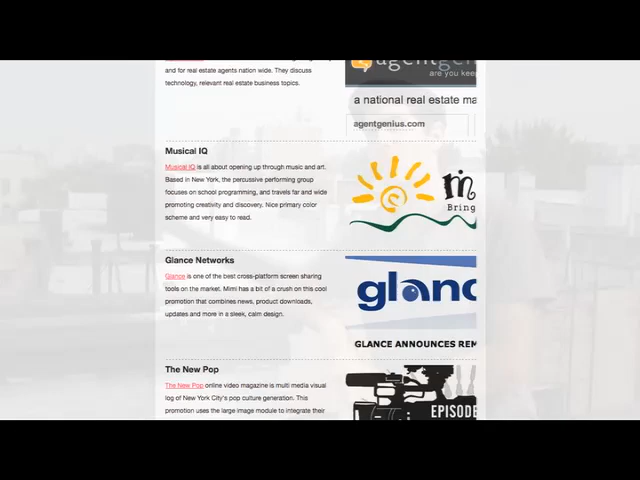 and for real estate agents nation wide. They discuss
technology, relevant real estate business topics.
agentgen
are you kee
a national real estate ma
agentgenius.com
Musical IQ
Musical IQ is all about opening up through music and art.
Based in New York, the percussive performing group
focuses on school programming, and travels far and wide
promoting creativity and discovery. Nice primary color
scheme and very easy to read.
Bring
Glance Networks
Glance is one of the best cross-platform screen sharing
tools on the market. Mimi has a bit of a crush on this cool
promotion that combines news, product downloads,
updates and more in a sleek, calm design.
glanc
GLANCE ANNOUNCES REM
The New Pop
The New Pop online video magazine is multi media visual
log of New York City's pop culture generation. This
promotion uses the large image module to integrate their
EPISODE